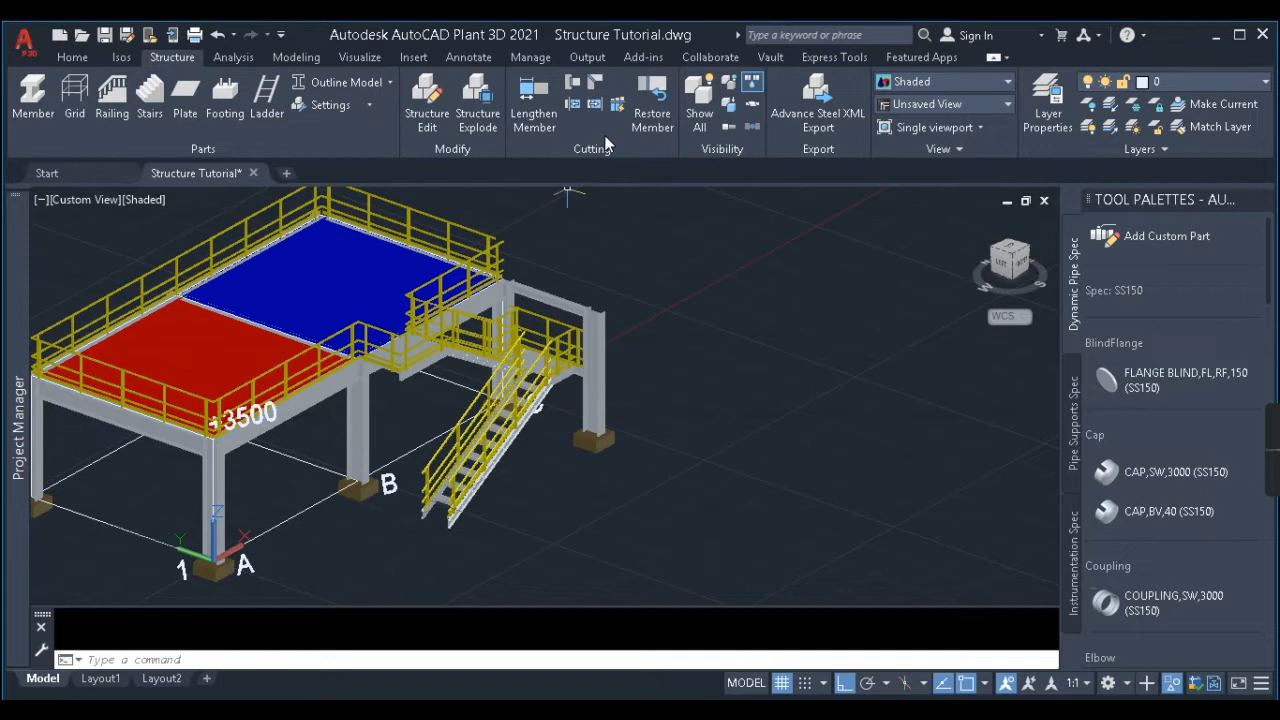 Autodesk AutoCAD Plant 3D 2021 Structure Tutorial.dwg
Type a keyword or phrase
Sign In
Home Isos Structure Analysis Modeling Visualize Insert Annotate Manage Output Add-ins Collaborate Vault Express Tools Featured Apps
Member
Grid
Railing
Stairs
Plate
Footing
Ladder
Outline Model
Settings
Parts
Structure
Edit
Structure
Explode
Modify
Lengthen
Member
Restore
Member
Cutting
Show
All
Visibility
Advance Steel XML
Export
Export
Shaded
Unsaved View
Single viewport
View
Layer
Properties
0
Make Current
Match Layer
Layers
Start
Structure Tutorial*
[−][Custom View][Shaded]
+3500
B
A
1
X
Y
Z
WCS
Project Manager
TOOL PALETTES - AU...
Add Custom Part
Spec: SS150
BlindFlange
FLANGE BLIND,FL,RF,150
(SS150)
Cap
CAP,SW,3000 (SS150)
CAP,BV,40 (SS150)
Coupling
COUPLING,SW,3000
(SS150)
Elbow
Dynamic Pipe Spec
Pipe Supports Spec
Instrumentation Spec
Type a command
Model Layout1 Layout2 +
MODEL
1:1